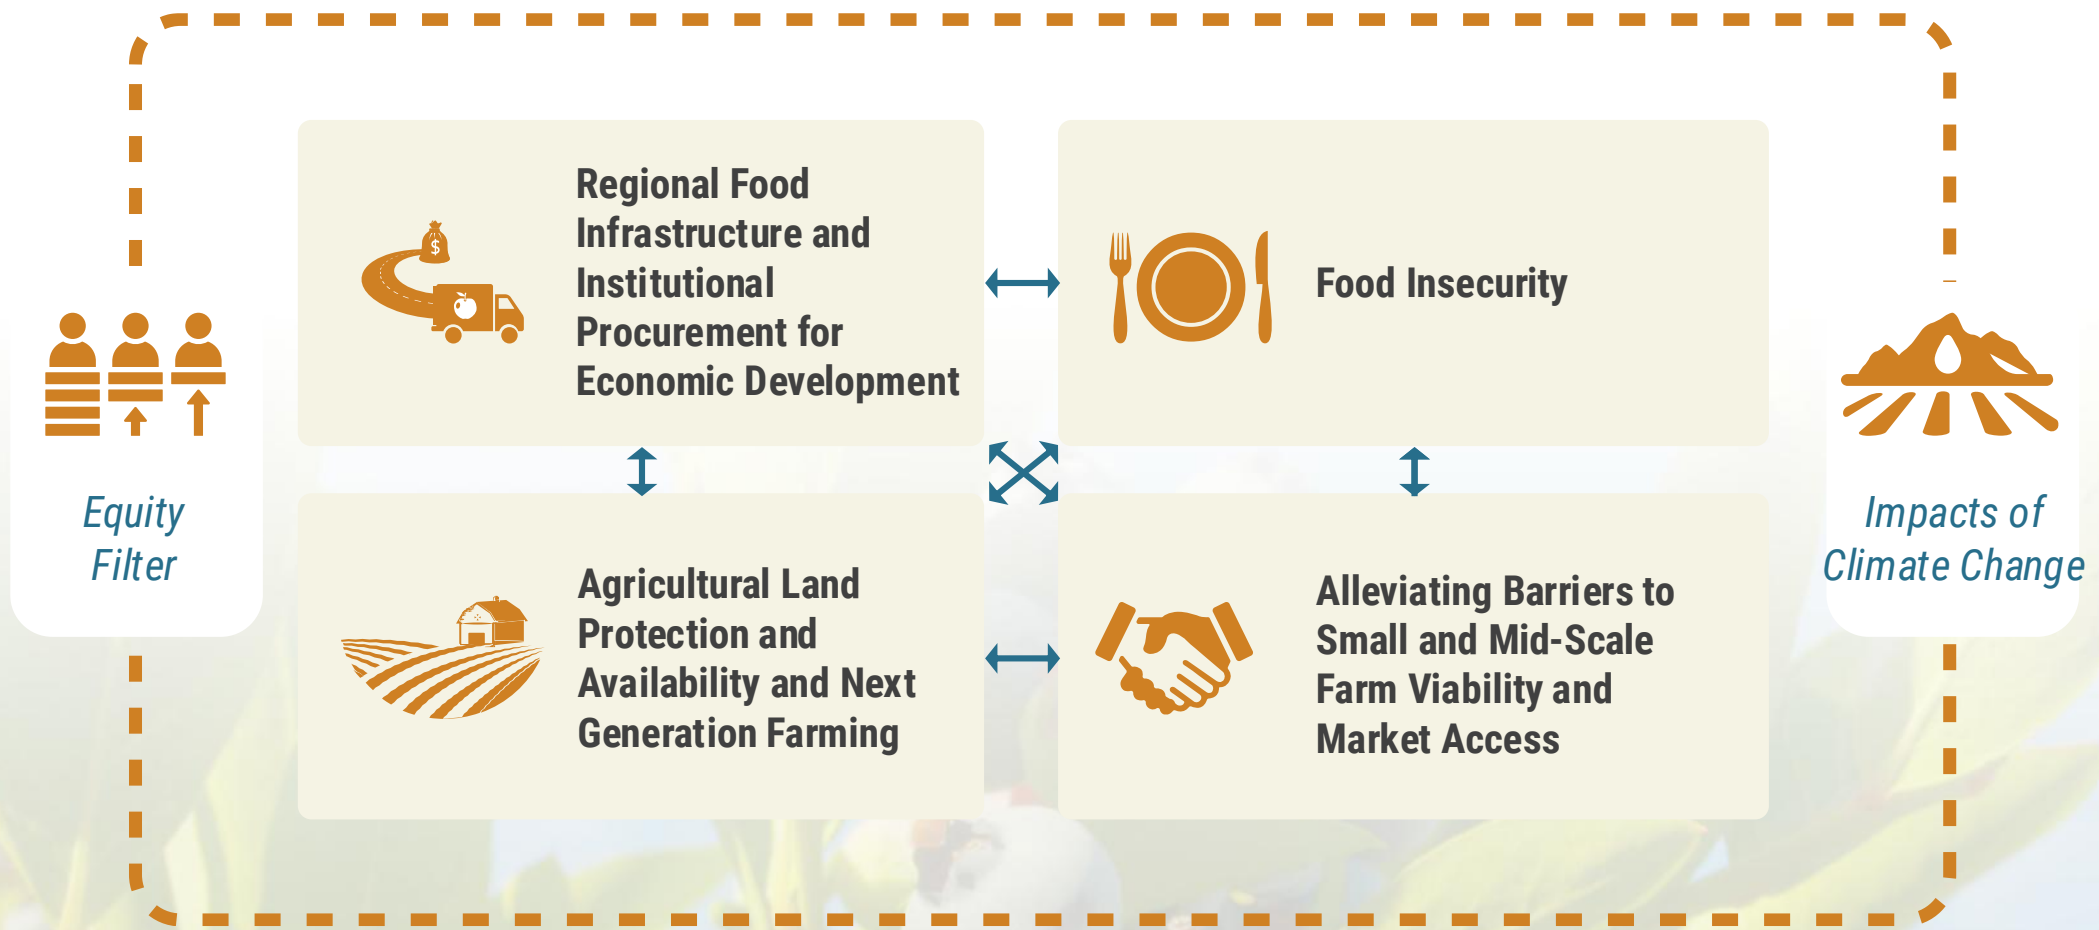 Regional Food
Infrastructure and
Institutional
Procurement for
Economic Development
$
Food Insecurity
Equity
Filter
Impacts of
Climate Change
Agricultural Land
Protection and
Availability and Next
Generation Farming
Alleviating Barriers to
Small and Mid-Scale
Farm Viability and
Market Access